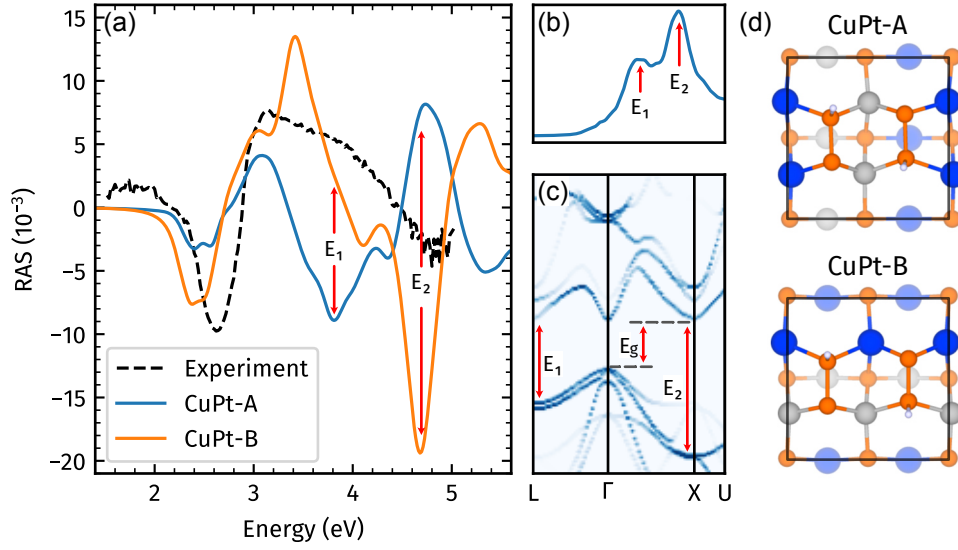 (a)
15
10
5
0
−5
−10
−15
−20
RAS (10⁻³)
E₁
E₂
Experiment
CuPt-A
CuPt-B
2
3
4
5
Energy (eV)
(b)
E₁
E₂
(c)
E₁
E_g
E₂
L
Γ
X
U
(d)
CuPt-A
CuPt-B